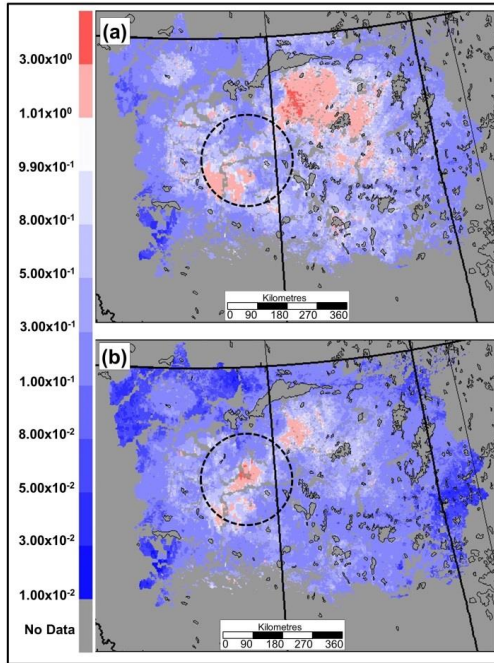 (a)
3.00x10⁰
1.01x10⁰
9.90x10⁻¹
8.00x10⁻¹
5.00x10⁻¹
3.00x10⁻¹
1.00x10⁻¹
8.00x10⁻²
5.00x10⁻²
3.00x10⁻²
1.00x10⁻²
No Data
Kilometres
0 90 180 270 360
(b)
Kilometres
0 90 180 270 360